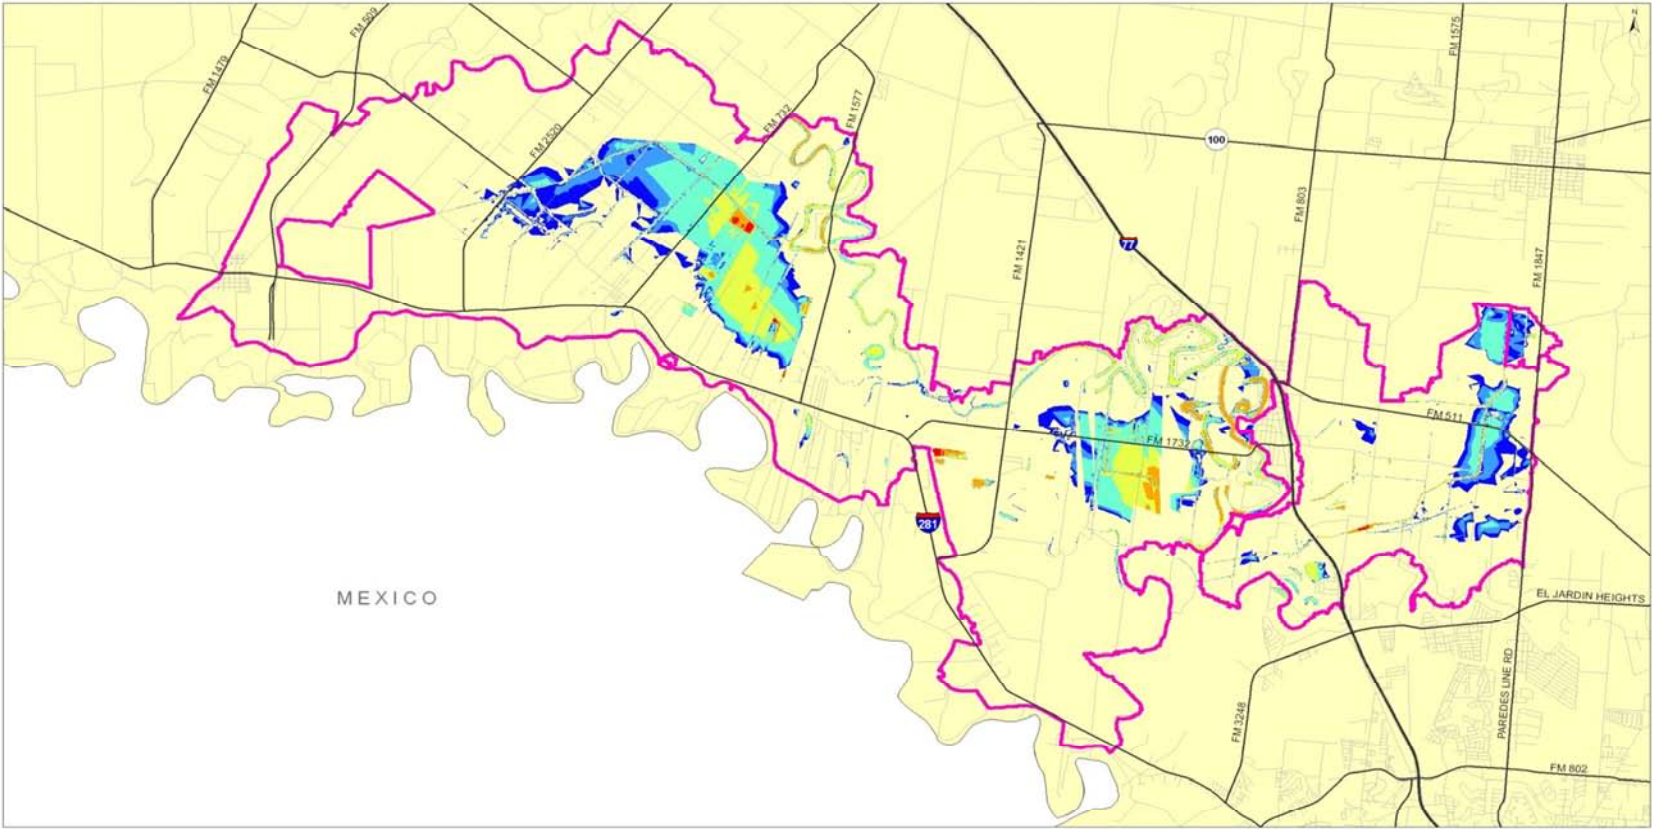 FM 509
FM 1479
FM 1575
N
FM 732
FM 1577
FM 2520
100
FM 803
77
FM 1421
FM 1847
FM 511
FM 1732
281
MEXICO
EL JARDIN HEIGHTS
PAREDES LINE RD
FM 3248
FM 802